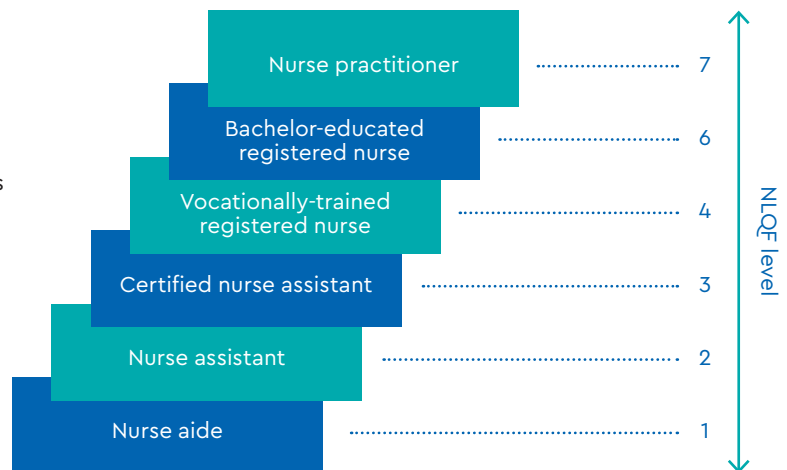 Nurse practitioner 7
Bachelor-educated
registered nurse 6
s
Vocationally-trained
registered nurse 4
Certified nurse assistant 3
Nurse assistant 2
Nurse aide 1
NLQF level